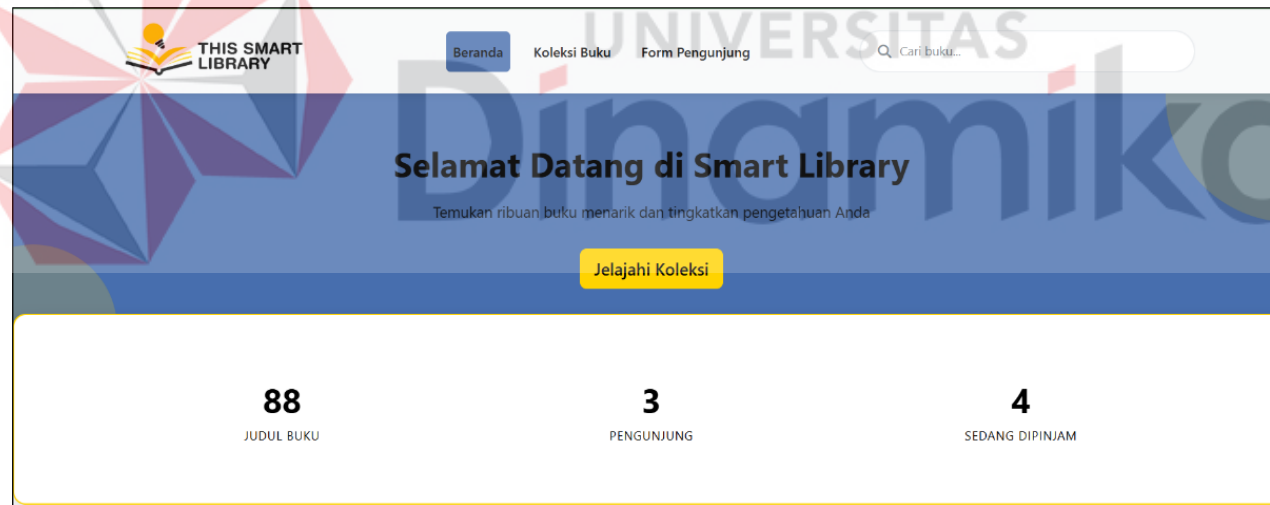 UNIVERSITAS
Dinamika
THIS SMART
LIBRARY
Beranda Koleksi Buku Form Pengunjung Cari buku...
Selamat Datang di Smart Library
Temukan ribuan buku menarik dan tingkatkan pengetahuan Anda
Jelajahi Koleksi
88 3 4
JUDUL BUKU PENGUNJUNG SEDANG DIPINJAM